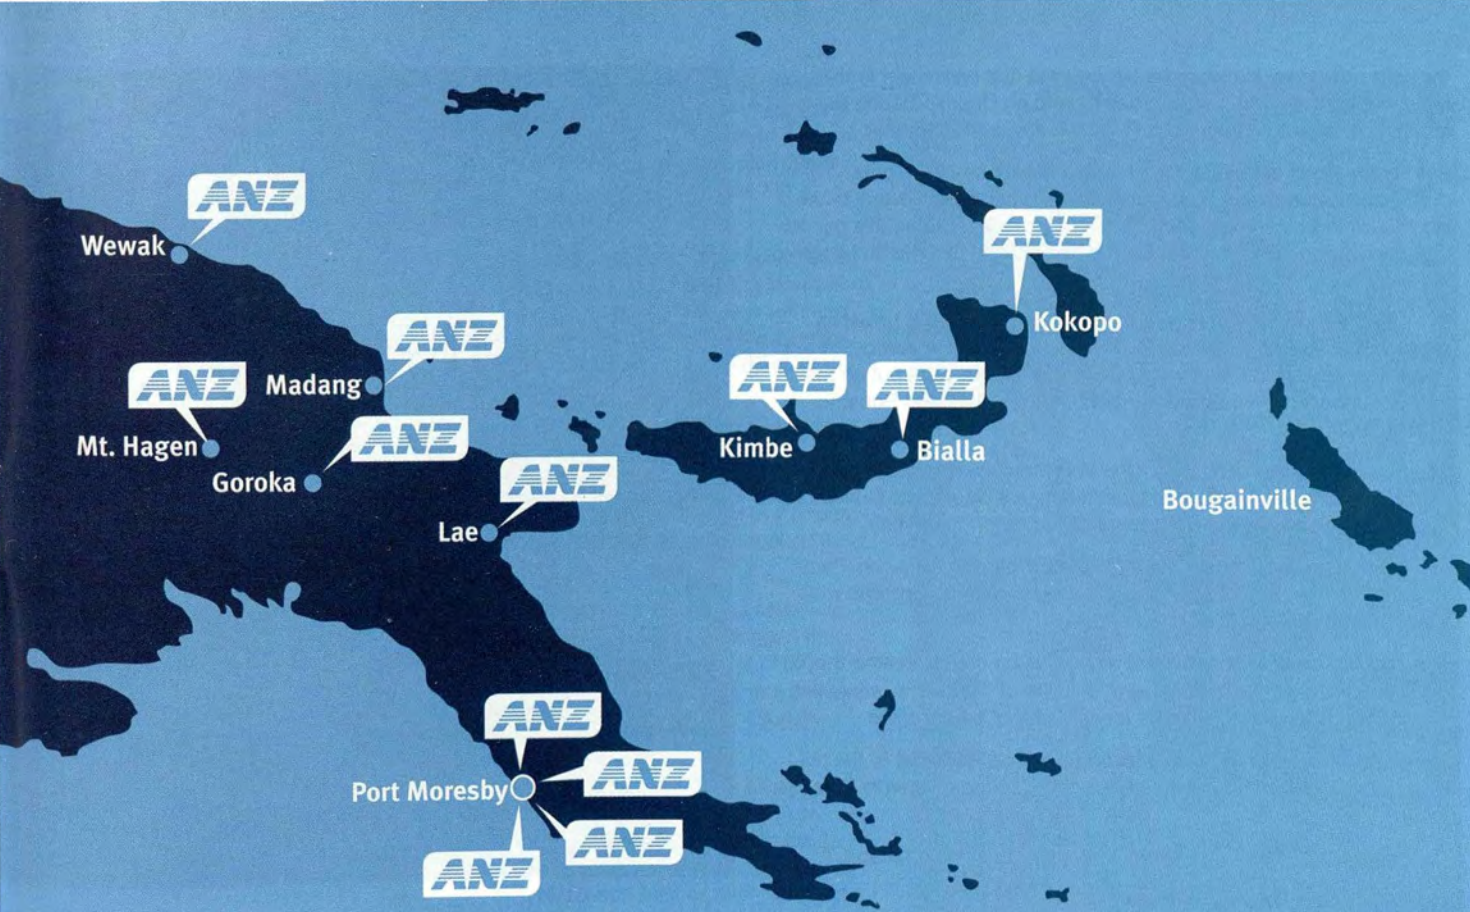 ANZ
Wewak
ANZ
Kokopo
ANZ
Madang
ANZ
Mt. Hagen
ANZ
Goroka
ANZ
Kimbe
ANZ
Bialla
ANZ
Lae
Bougainville
ANZ
ANZ
Port Moresby
ANZ
ANZ